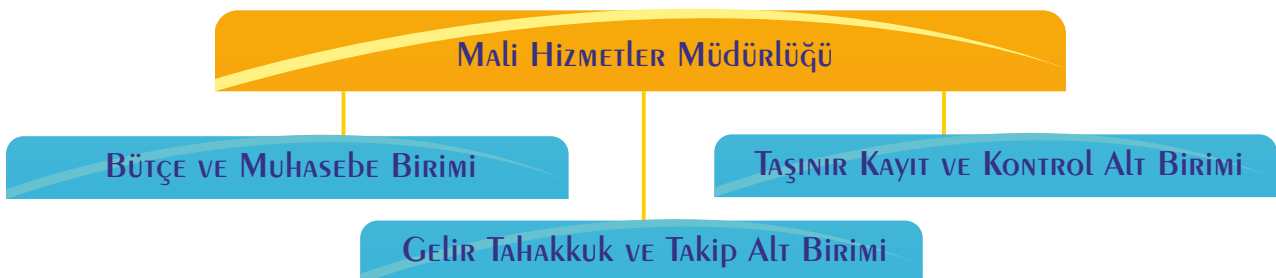 Mali Hizmetler Müdürlüğü
Bütçe ve Muhasebe Birimi
Taşınır Kayıt ve Kontrol Alt Birimi
Gelir Tahakkuk ve Takip Alt Birimi